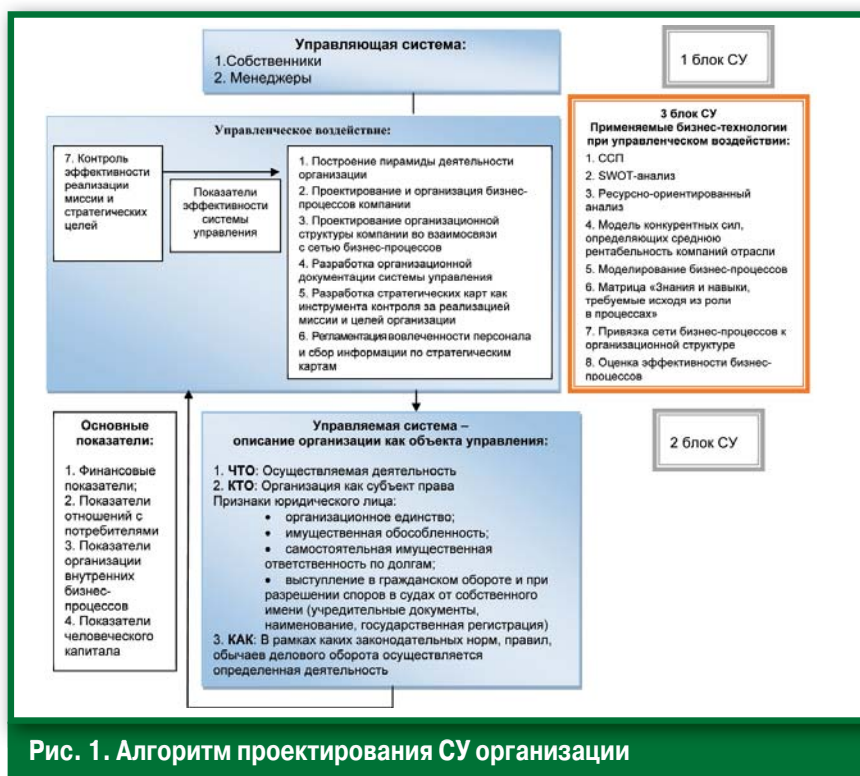 Управляющая система:
1.Собственники
2. Менеджеры
1 блок СУ
Управленческое воздействие:
7. Контроль
эффективности
реализации
миссии и
стратегических
целей
Показатели
эффективности
системы
управления
1. Построение пирамиды деятельности
организации
2. Проектирование и организация бизнес-
процессов компании
3. Проектирование организационной
структуры компании во взаимосвязи
с сетью бизнес-процессов
4. Разработка организационной
документации системы управления
5. Разработка стратегических карт как
инструмента контроля за реализацией
миссии и целей организации
6. Регламентация вовлеченности персонала
и сбор информации по стратегическим
картам
3 блок СУ
Применяемые бизнес-технологии
при управленческом воздействии:
1. ССП
2. SWOT-анализ
3. Ресурсно-ориентированный
анализ
4. Модель конкурентных сил,
определяющих среднюю
рентабельность компаний отрасли
5. Моделирование бизнес-процессов
6. Матрица «Знания и навыки,
требуемые исходя из роли
в процессах»
7. Привязка сети бизнес-процессов к
организационной структуре
8. Оценка эффективности бизнес-
процессов
Основные
показатели:
1. Финансовые
показатели;
2. Показатели
отношений с
потребителями
3. Показатели
организации
внутренних
бизнес-
процессов
4. Показатели
человеческого
капитала
Управляемая система –
описание организации как объекта управления:
1. ЧТО: Осуществляемая деятельность
2. КТО: Организация как субъект права
Признаки юридического лица:
• организационное единство;
• имущественная обособленность;
• самостоятельная имущественная
ответственность по долгам;
• выступление в гражданском обороте и при
разрешении споров в судах от собственного
имени (учредительные документы,
наименование, государственная регистрация)
3. КАК: В рамках каких законодательных норм, правил,
обычаев делового оборота осуществляется
определенная деятельность
2 блок СУ
Рис. 1. Алгоритм проектирования СУ организации